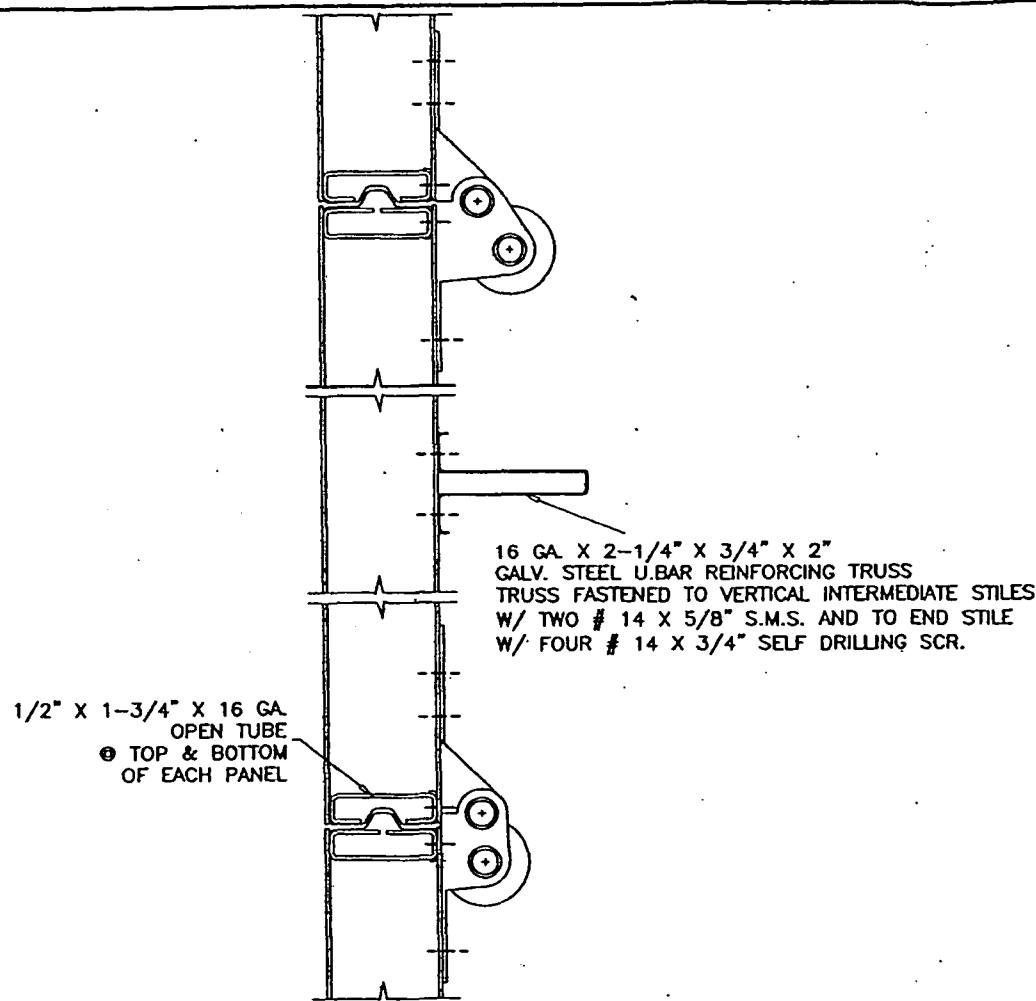 16 GA. X 2-1/4" X 3/4" X 2"
GALV. STEEL U.BAR REINFORCING TRUSS
TRUSS FASTENED TO VERTICAL INTERMEDIATE STILES
W/ TWO # 14 X 5/8" S.M.S. AND TO END STILE
W/ FOUR # 14 X 3/4" SELF DRILLING SCR.
1/2" X 1-3/4" X 16 GA.
OPEN TUBE
@ TOP & BOTTOM
OF EACH PANEL